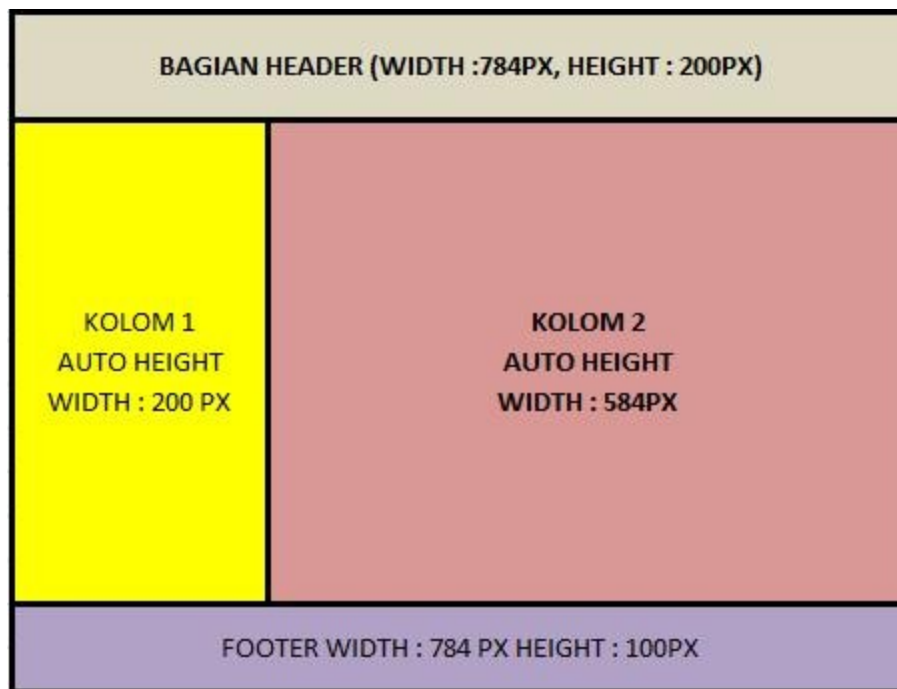 BAGIAN HEADER (WIDTH :784PX, HEIGHT : 200PX)
KOLOM 1
AUTO HEIGHT
WIDTH : 200 PX
KOLOM 2
AUTO HEIGHT
WIDTH : 584PX
FOOTER WIDTH : 784 PX HEIGHT : 100PX